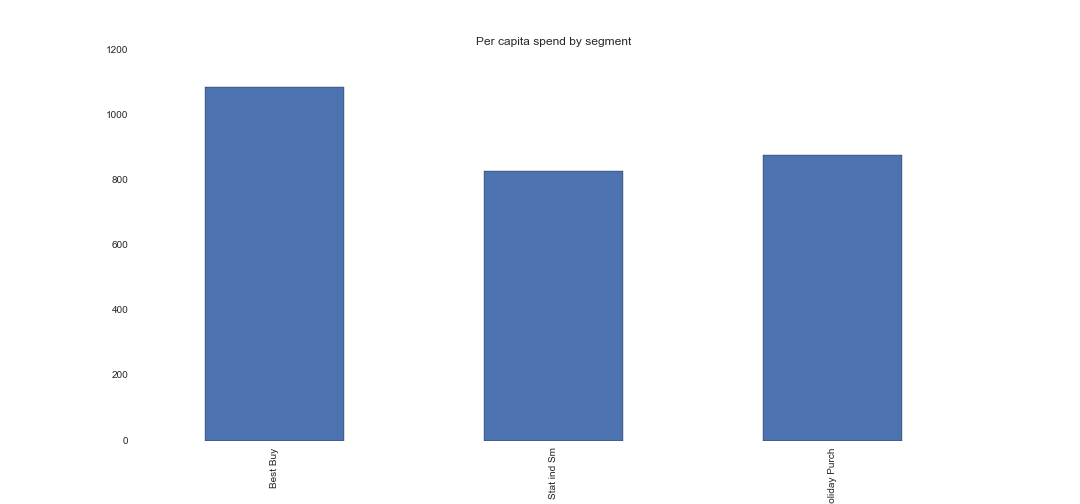 Per capita spend by segment
1200
1000
800
600
400
200
0
Best Buy
Stat ind Sm
oliday Purch